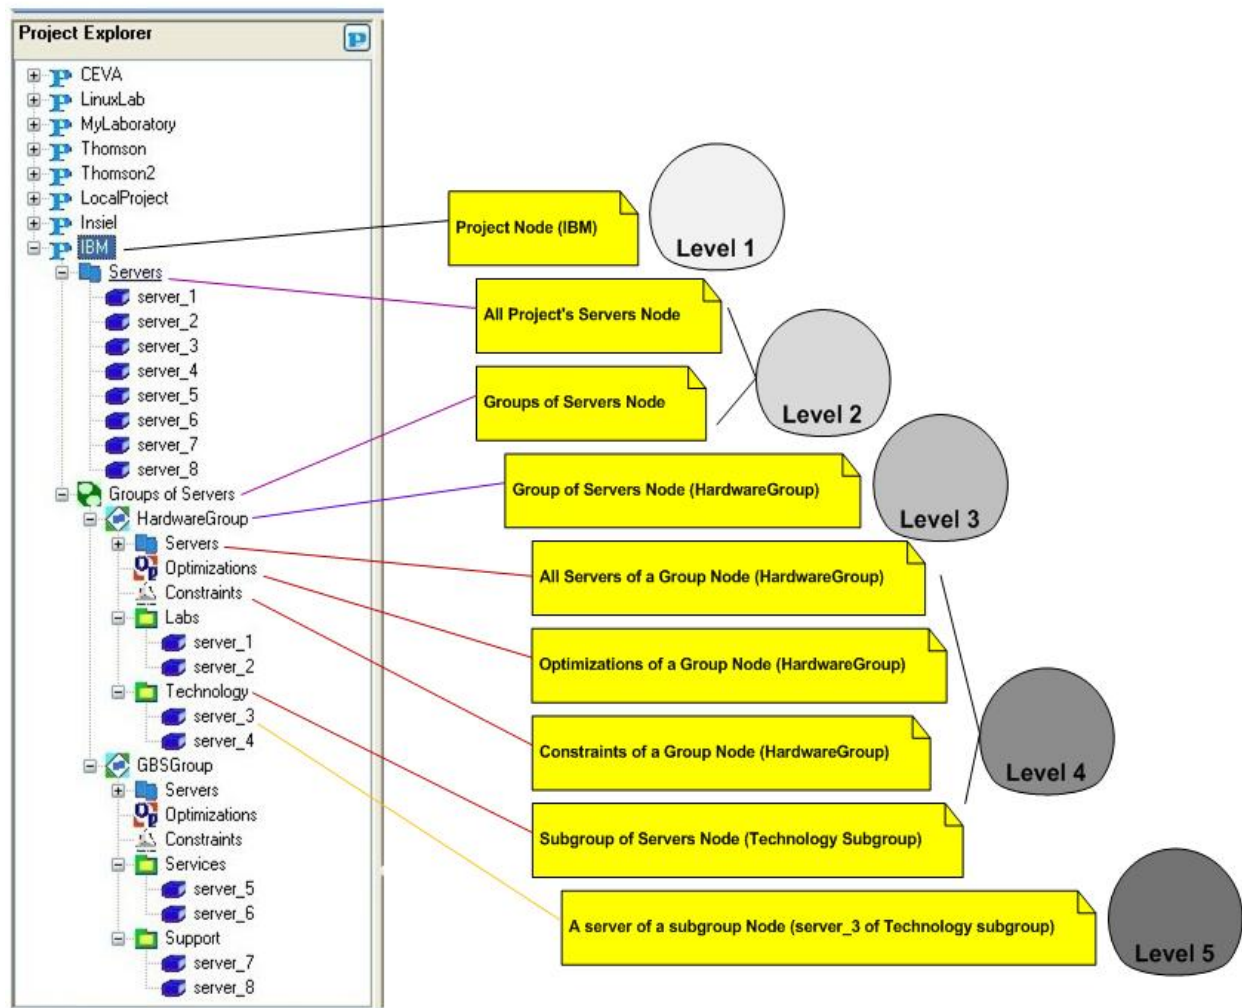 Project Explorer
CEVA
LinuxLab
MyLaboratory
Thomson
Thomson2
LocalProject
Insiel
IBM
Servers
server_1
server_2
server_3
server_4
server_5
server_6
server_7
server_8
Groups of Servers
HardwareGroup
Servers
Optimizations
Constraints
Labs
server_1
server_2
Technology
server_3
server_4
GBSGroup
Servers
Optimizations
Constraints
Services
server_5
server_6
Support
server_7
server_8
Project Node (IBM)
Level 1
All Project's Servers Node
Groups of Servers Node
Level 2
Group of Servers Node (HardwareGroup)
Level 3
All Servers of a Group Node (HardwareGroup)
Optimizations of a Group Node (HardwareGroup)
Constraints of a Group Node (HardwareGroup)
Subgroup of Servers Node (Technology Subgroup)
Level 4
A server of a subgroup Node (server_3 of Technology subgroup)
Level 5